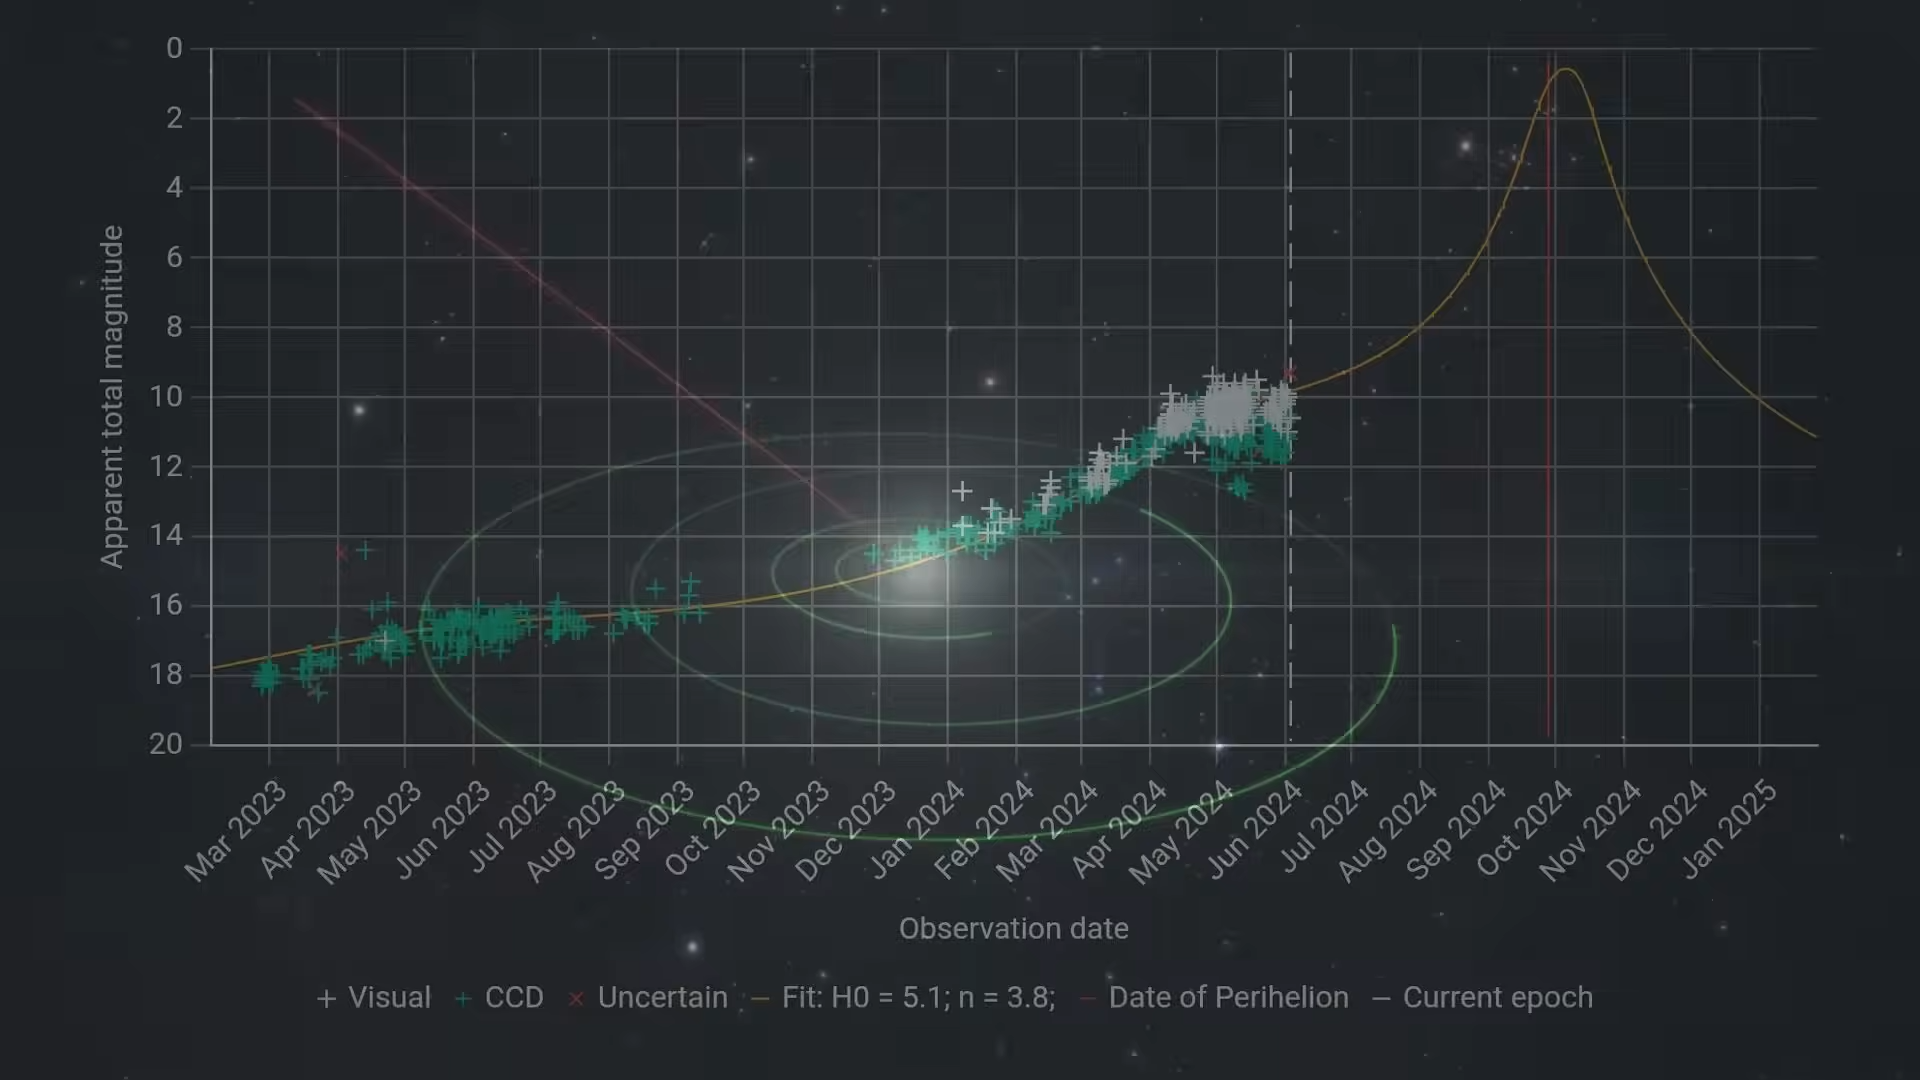 0
2
4
6
8
10
12
14
16
18
20
Apparent total magnitude
Mar 2023
Apr 2023
May 2023
Jun 2023
Jul 2023
Aug 2023
Sep 2023
Oct 2023
Nov 2023
Dec 2023
Jan 2024
Feb 2024
Mar 2024
Apr 2024
May 2024
Jun 2024
Jul 2024
Aug 2024
Sep 2024
Oct 2024
Nov 2024
Dec 2024
Jan 2025
Observation date
Visual CCD Uncertain Fit: H0 = 5.1; n = 3.8; Date of Perihelion Current epoch